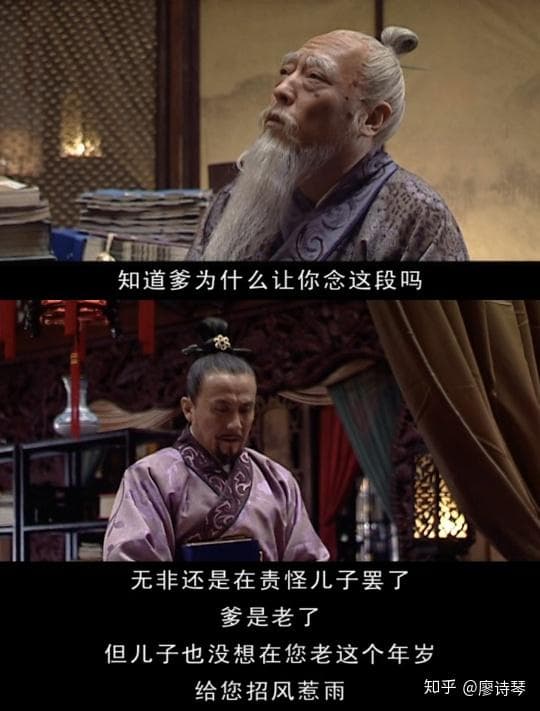 知道爹为什么让你念这段吗
无非还是在责怪儿子罢了
爹是老了
但儿子也没想在您老这个年岁
给您招风惹雨
知乎 @廖诗琴